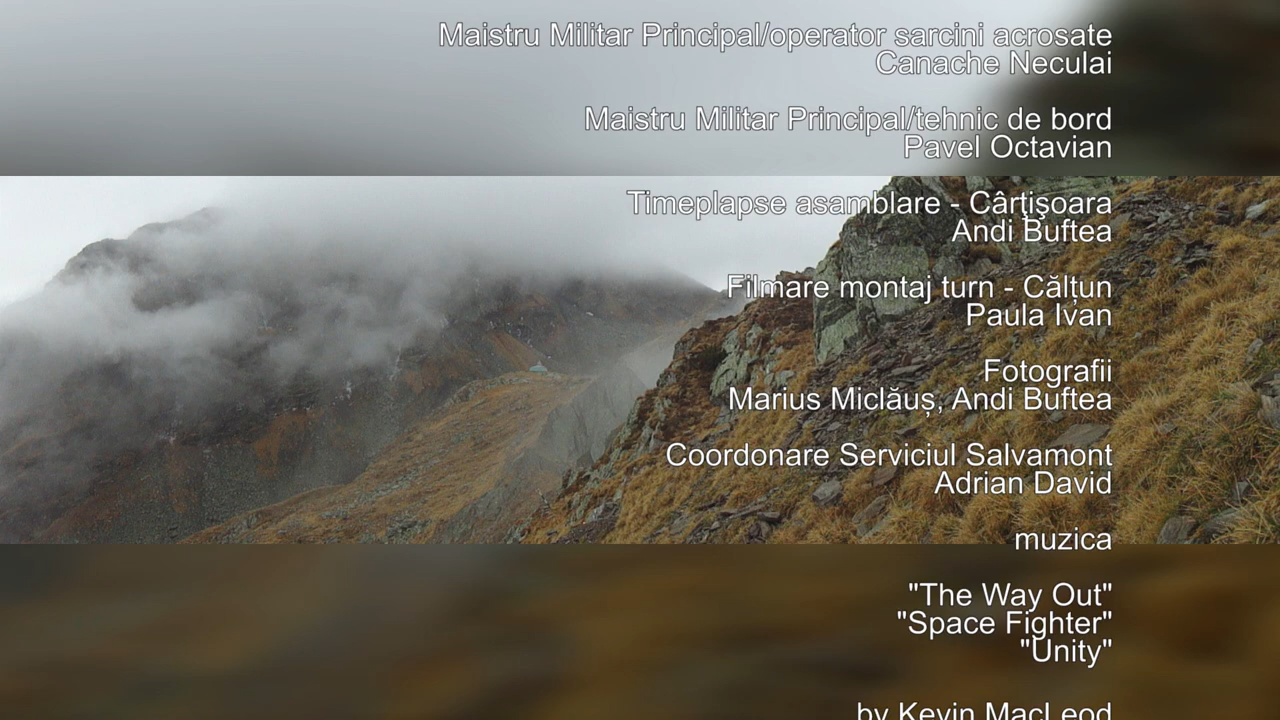 Maistru Militar Principal/operator sarcini acrosate
Canache Neculai
Maistru Militar Principal/tehnic de bord
Pavel Octavian
Timeplapse asamblare - Cârţişoara
Andi Buftea
Filmare montaj turn - Călțun
Paula Ivan
Fotografii
Marius Miclăuș, Andi Buftea
Coordonare Serviciul Salvamont
Adrian David
muzica
"The Way Out"
"Space Fighter"
"Unity"
by Kevin MacLeod